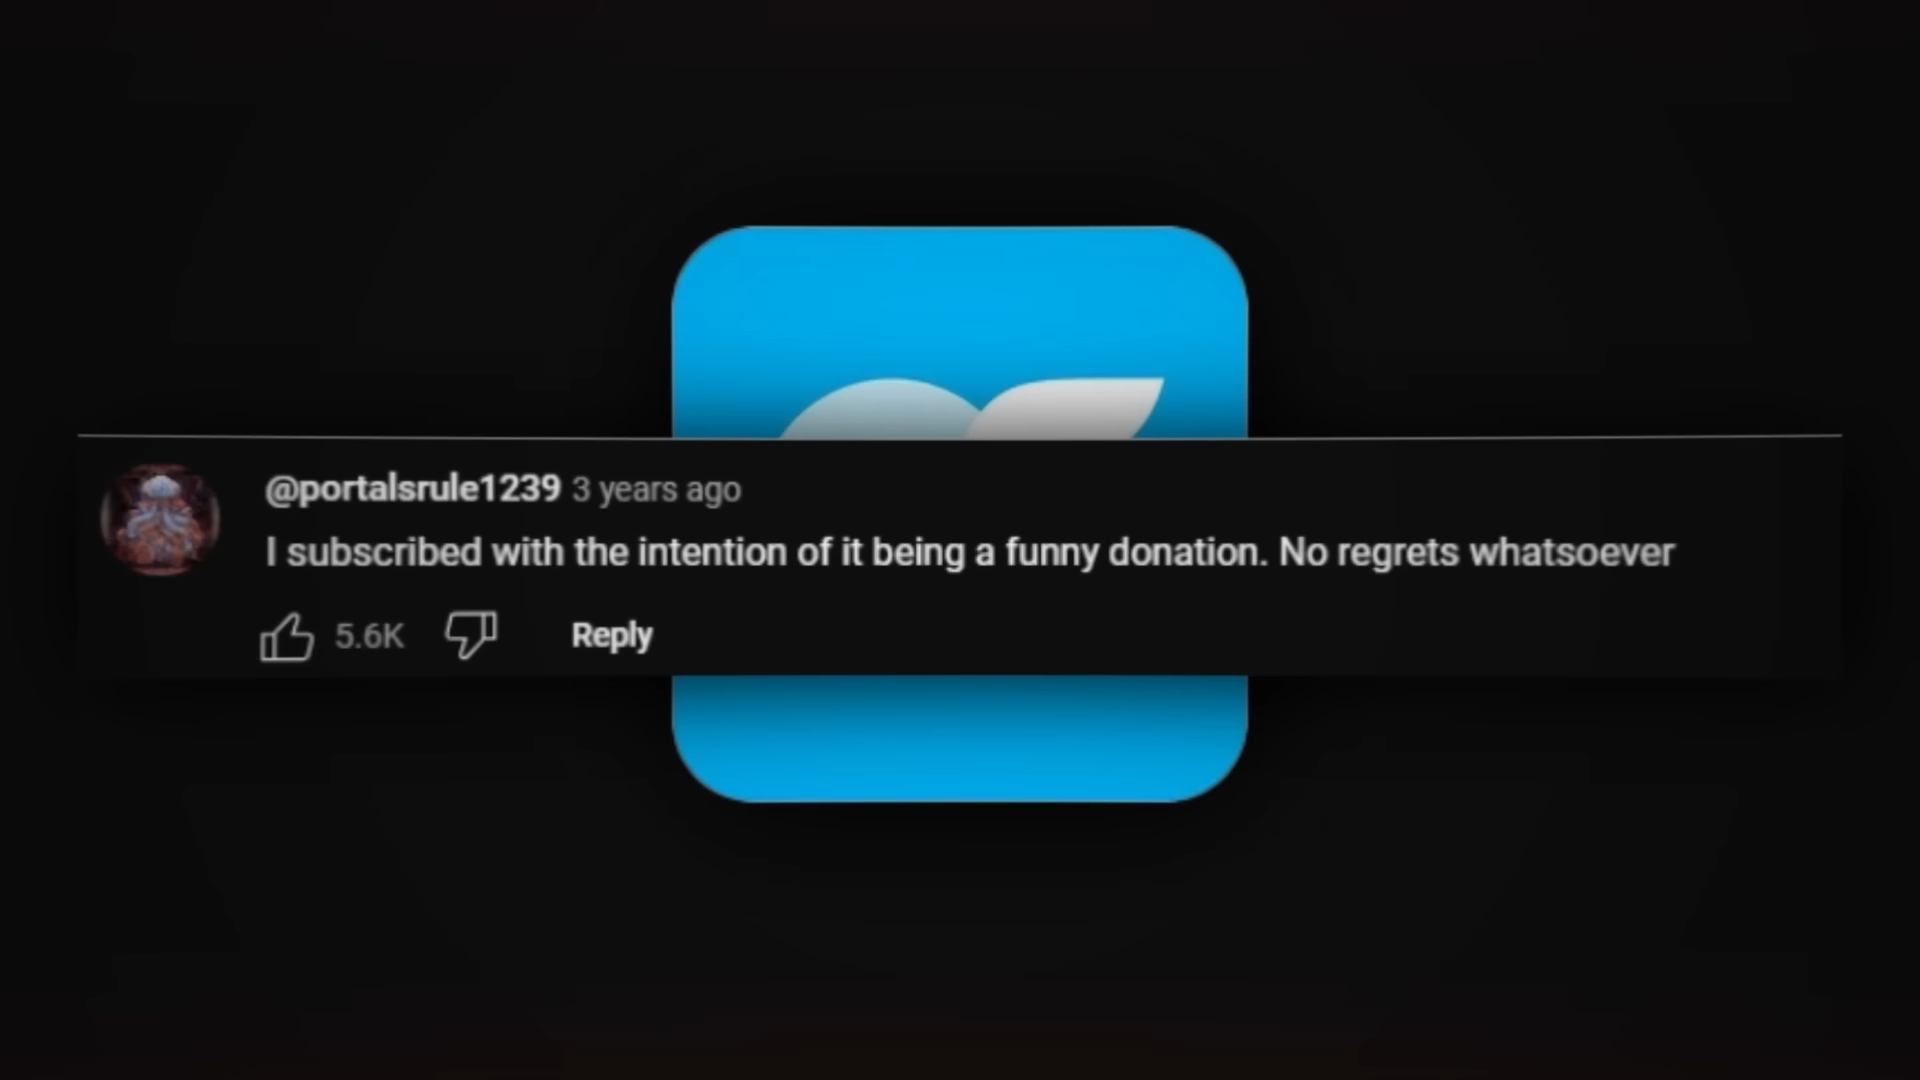 @portalsrule1239 3 years ago
I subscribed with the intention of it being a funny donation. No regrets whatsoever
5.6K Reply